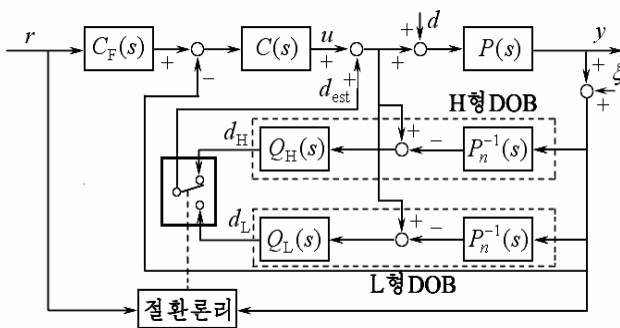 r
C_F(s)
+
−
C(s)
u
+
+
d_est
+
+
d
P(s)
y
+
+
ξ
H형DOB
d_H
Q_H(s)
+
−
P_n^{-1}(s)
d_L
Q_L(s)
+
−
P_n^{-1}(s)
L형DOB
절환론리